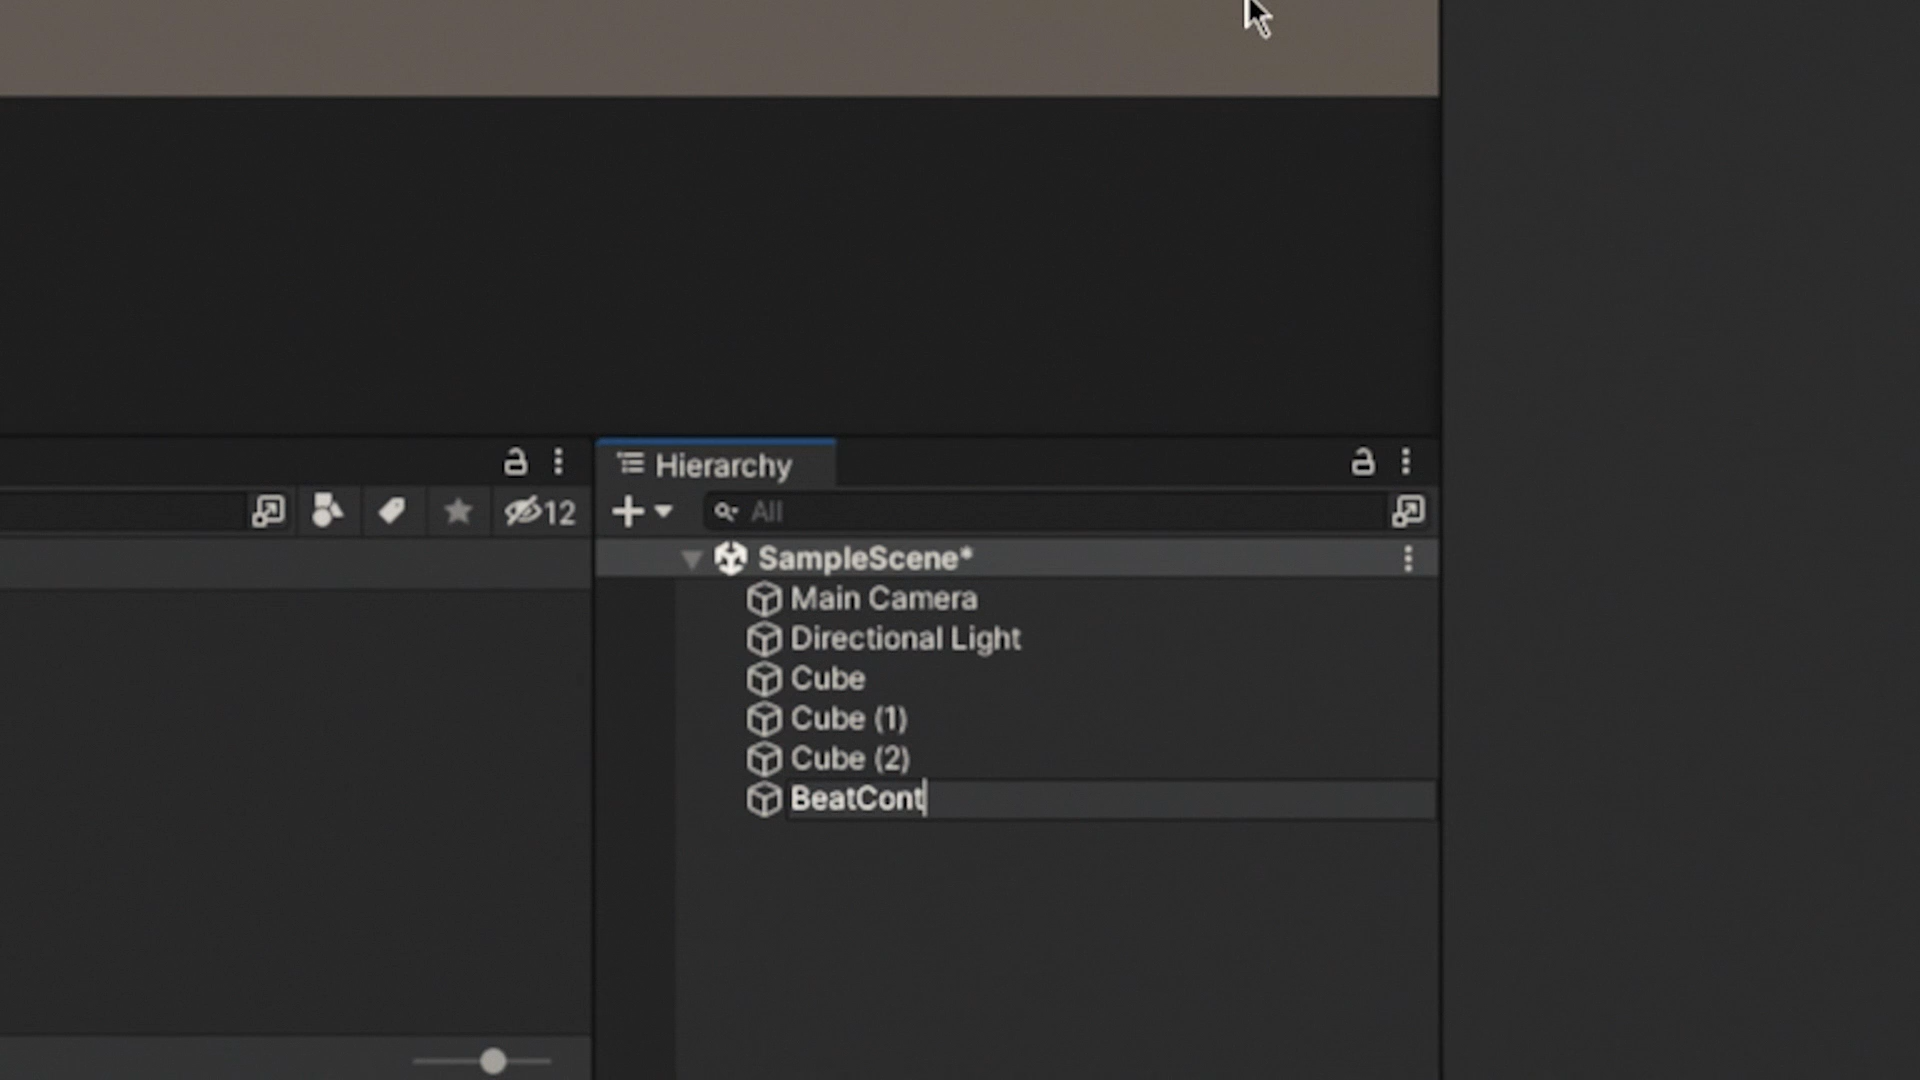 Hierarchy
12
All
SampleScene*
Main Camera
Directional Light
Cube
Cube (1)
Cube (2)
BeatCont